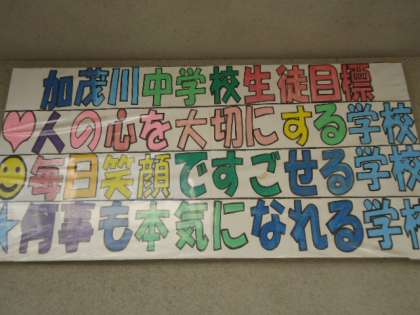 加茂川中学校生徒目標
人の心を大切にする学校
毎日笑顔ですごせる学校
何事も本気になれる学校